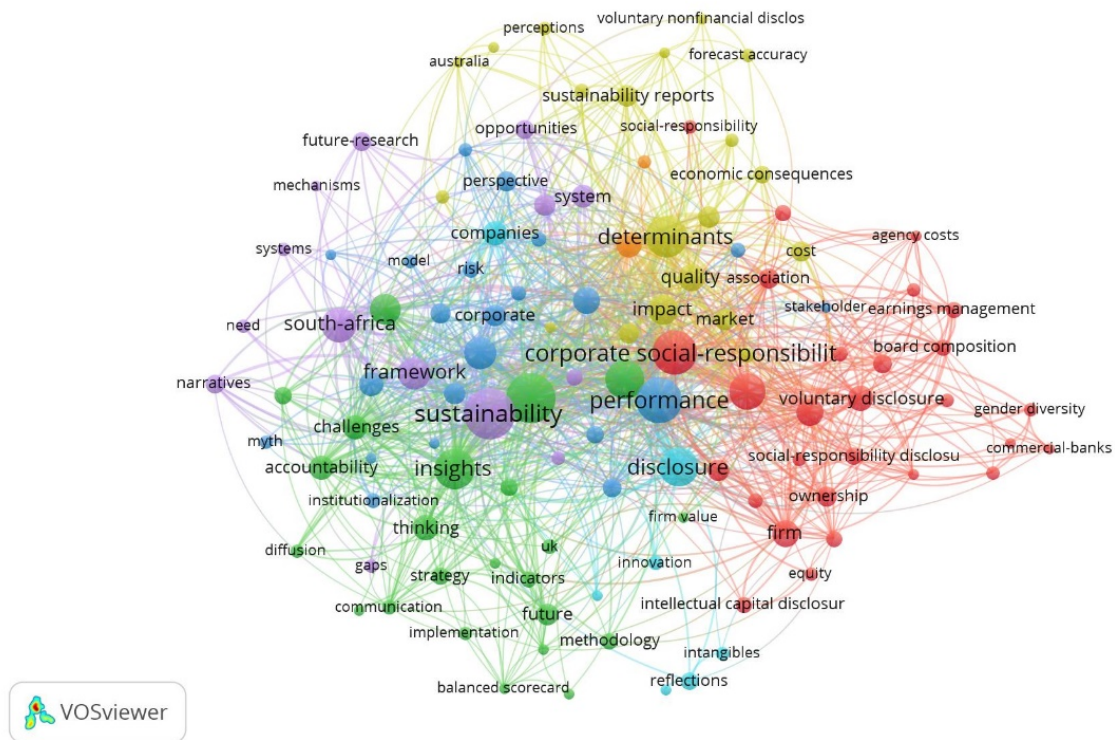 voluntary nonfinancial disclos
perceptions
forecast accuracy
australia
sustainability reports
opportunities
social-responsibility
future-research
economic consequences
mechanisms
perspective
system
companies
determinants
agency costs
systems
model
risk
quality
cost
association
south-africa
corporate
impact
market
stakeholder
earnings management
need
corporate social-responsibilit
board composition
framework
narratives
performance
voluntary disclosure
gender diversity
sustainability
challenges
myth
commercial-banks
accountability
insights
disclosure
social-responsibility disclosu
institutionalization
ownership
thinking
firm value
firm
diffusion
uk
gaps
strategy
indicators
innovation
equity
communication
future
intellectual capital disclosur
implementation
methodology
intangibles
balanced scorecard
reflections
VOSviewer